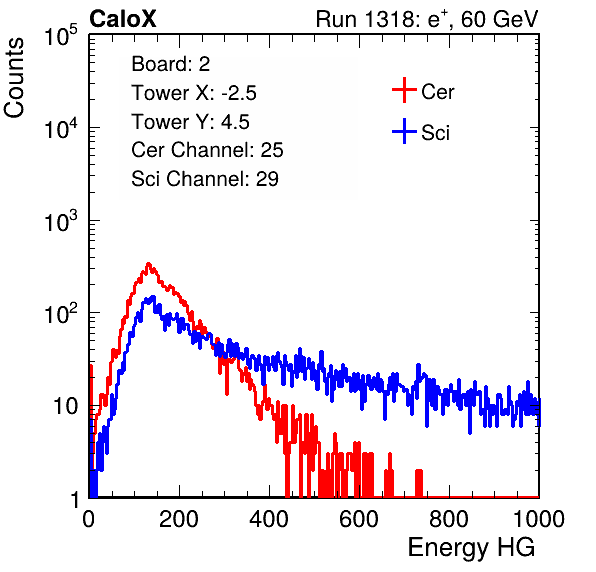 CaloX Run 1318: e⁺, 60 GeV
Counts
10⁵
10⁴
10³
10²
10
1
Board: 2
Tower X: -2.5
Tower Y: 4.5
Cer Channel: 25
Sci Channel: 29
Cer
Sci
0 200 400 600 800 1000
Energy HG